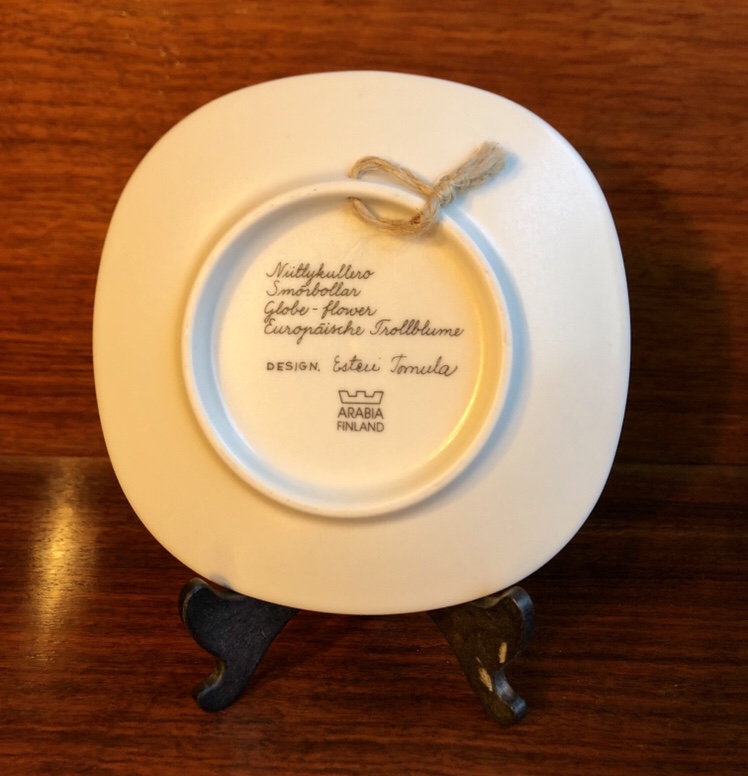 Niittykullero
Smörbollar
Globe-flower
Europäische Trollblume
DESIGN. Esteri Tomula
ARABIA
FINLAND